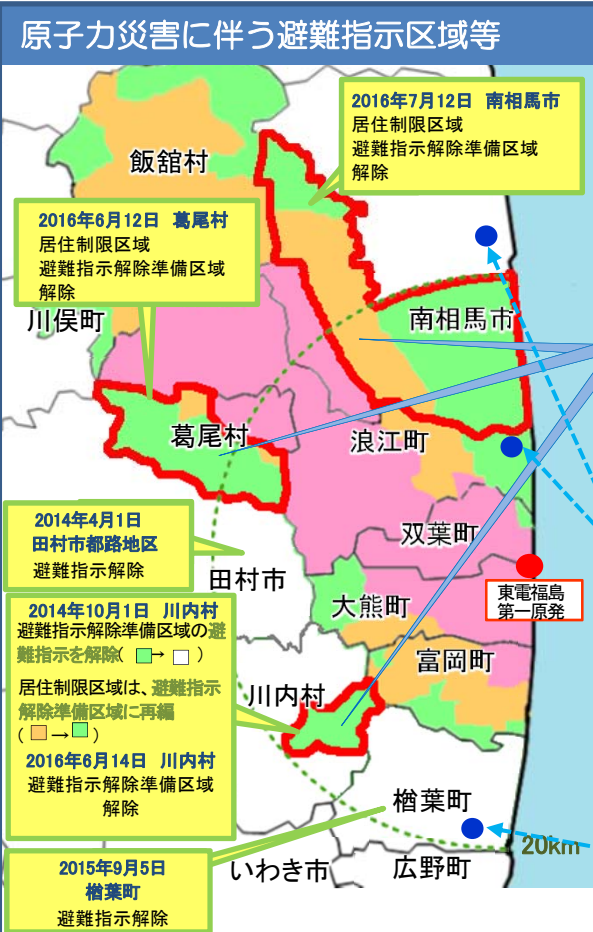 原子力災害に伴う避難指示区域等
2016年7月12日 南相馬市
居住制限区域
避難指示解除準備区域
解除
飯舘村
2016年6月12日 葛尾村
居住制限区域
避難指示解除準備区域
解除
川俣町
南相馬市
葛尾村
浪江町
2014年4月1日
田村市都路地区
避難指示解除
双葉町
田村市
大熊町
東電福島
第一原発
2014年10月1日 川内村
避難指示解除準備区域の避
難指示を解除( → )
居住制限区域は、避難指示
解除準備区域に再編
( → )
2016年6月14日 川内村
避難指示解除準備区域
解除
富岡町
川内村
楢葉町
20km
2015年9月5日
楢葉町
避難指示解除
いわき市
広野町